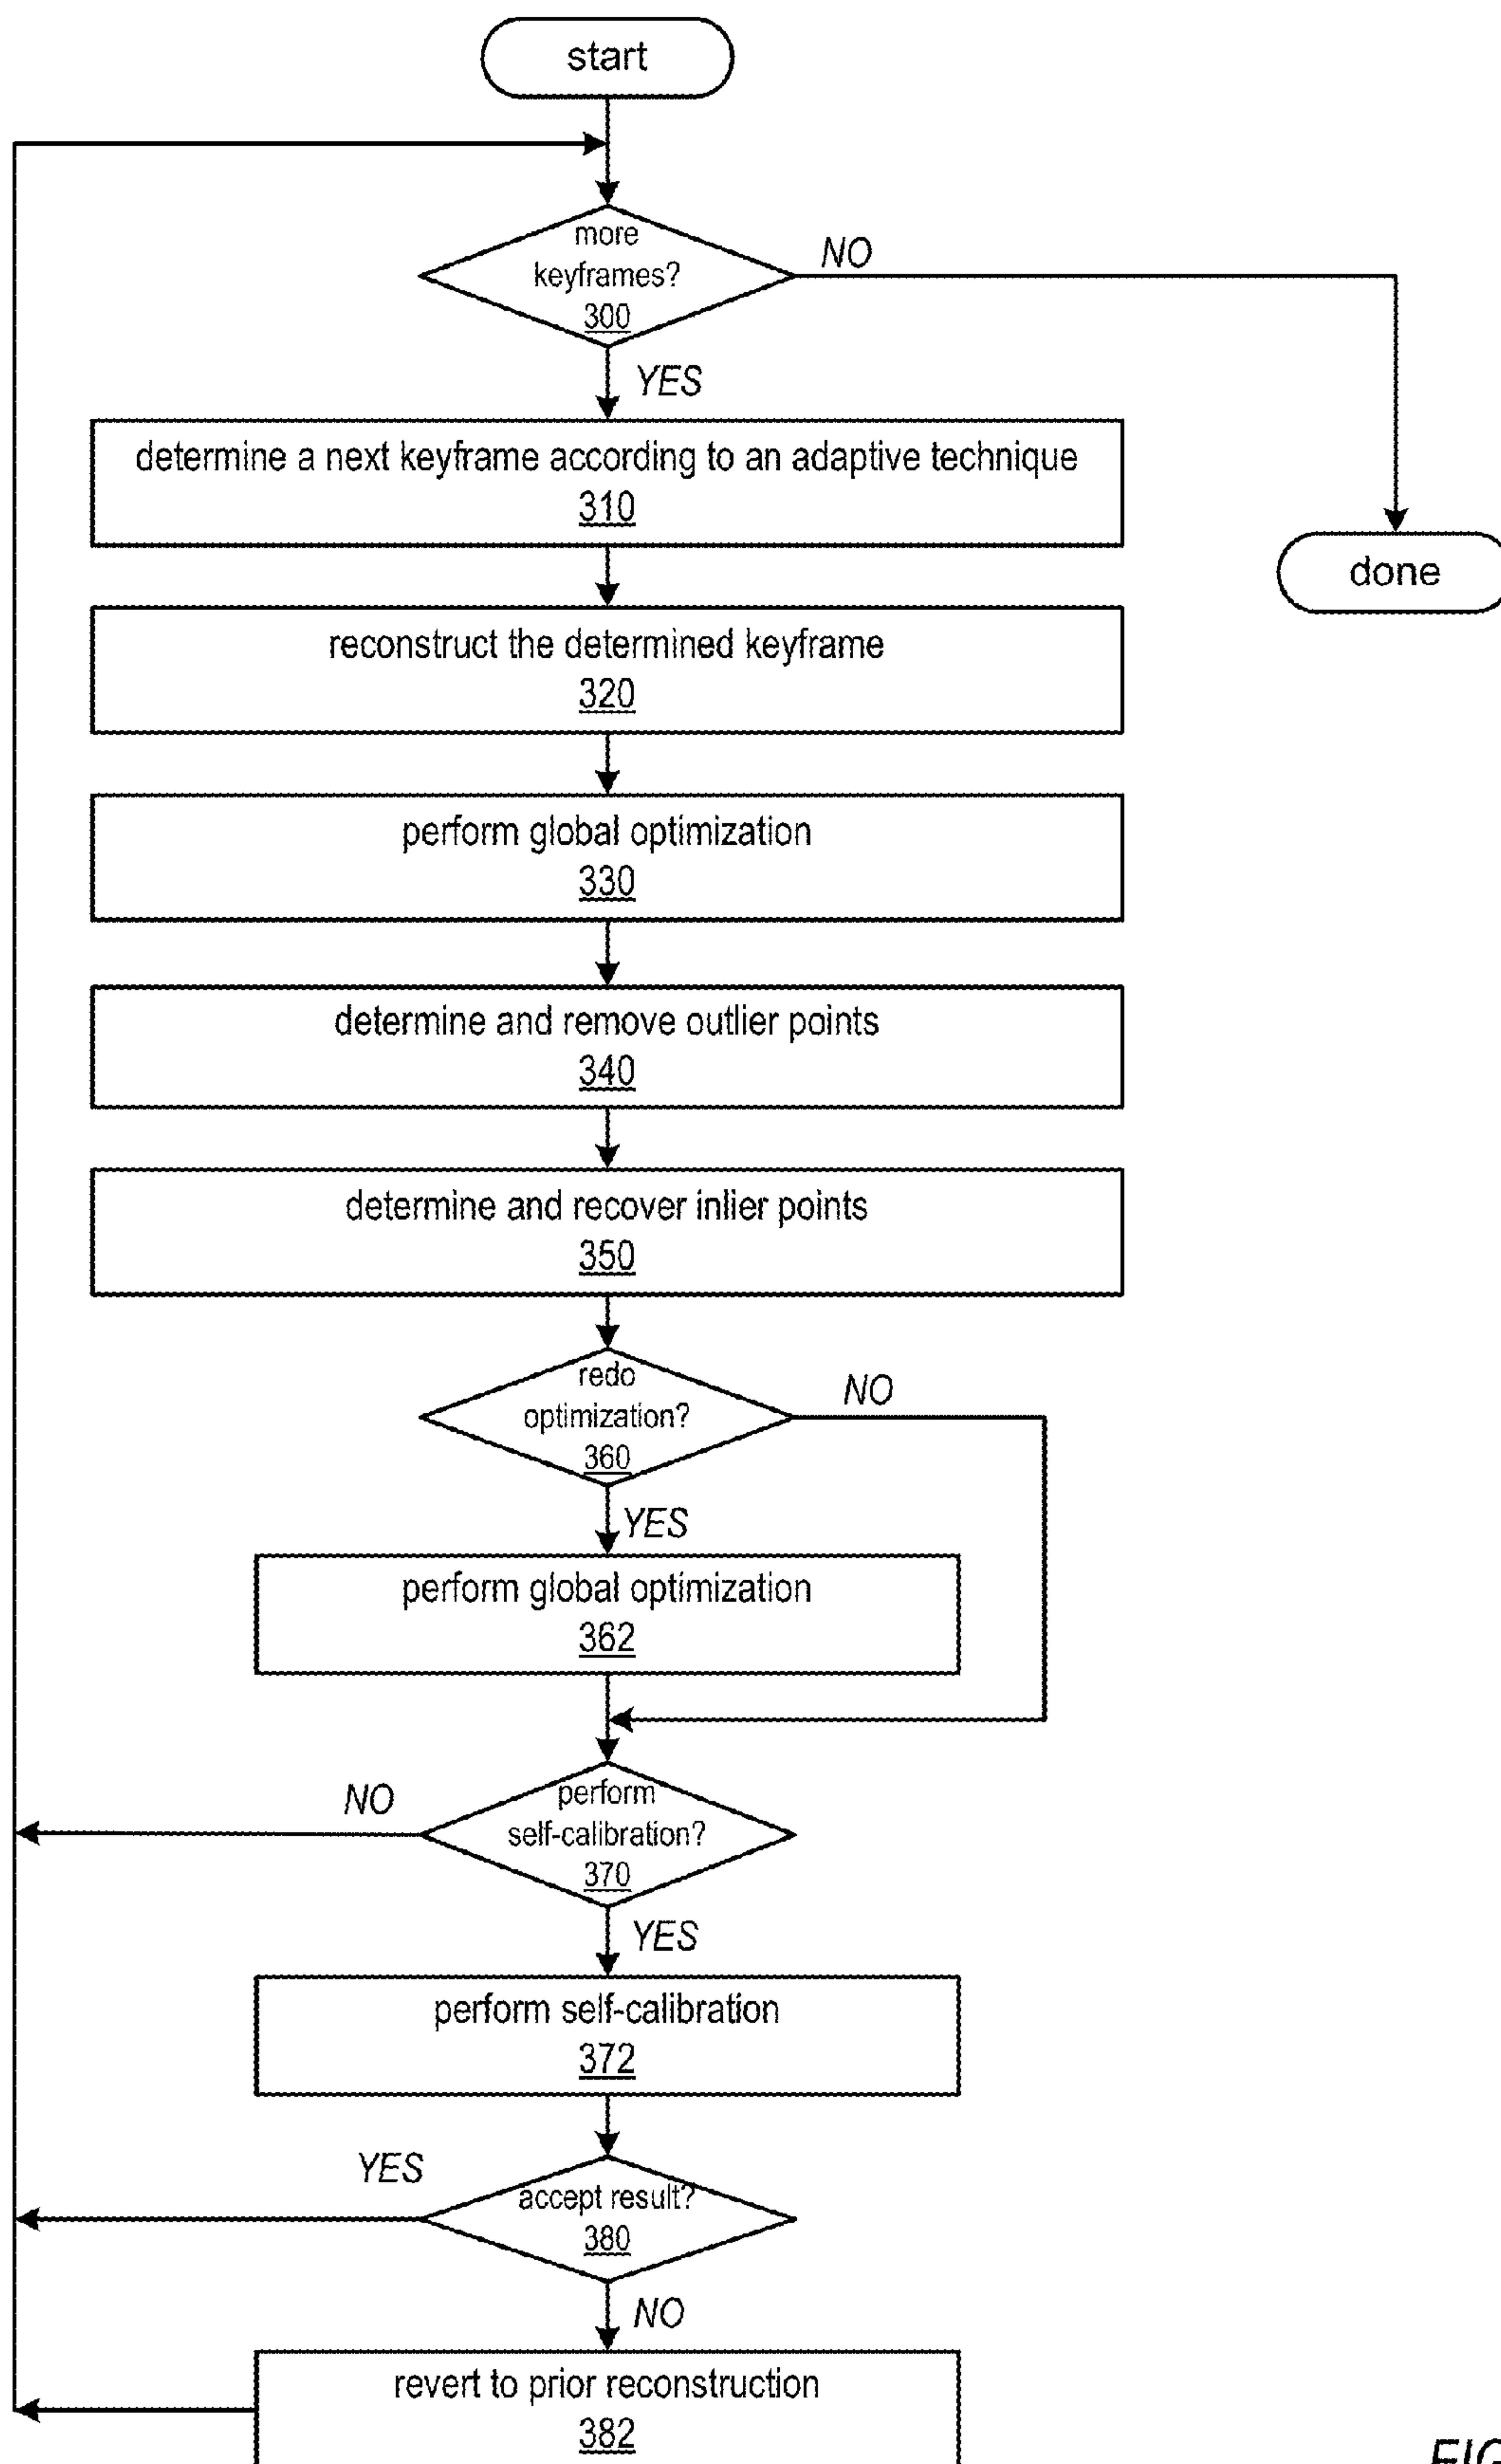 start
more
keyframes?
300
NO
YES
determine a next keyframe according to an adaptive technique
310
done
reconstruct the determined keyframe
320
perform global optimization
330
determine and remove outlier points
340
determine and recover inlier points
350
redo
optimization?
360
NO
YES
perform global optimization
362
perform
self-calibration?
370
NO
YES
perform self-calibration
372
YES
accept result?
380
NO
revert to prior reconstruction
382
FIG